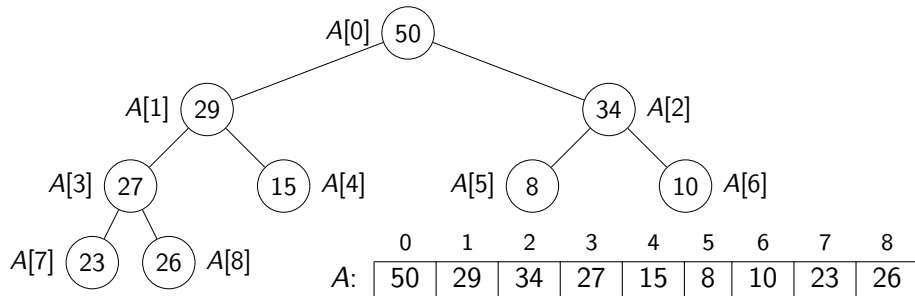 A[0] 50
A[1] 29 34 A[2]
A[3] 27 15 A[4] A[5] 8 10 A[6]
0 1 2 3 4 5 6 7 8
A[7] 23 26 A[8] A: 50 29 34 27 15 8 10 23 26